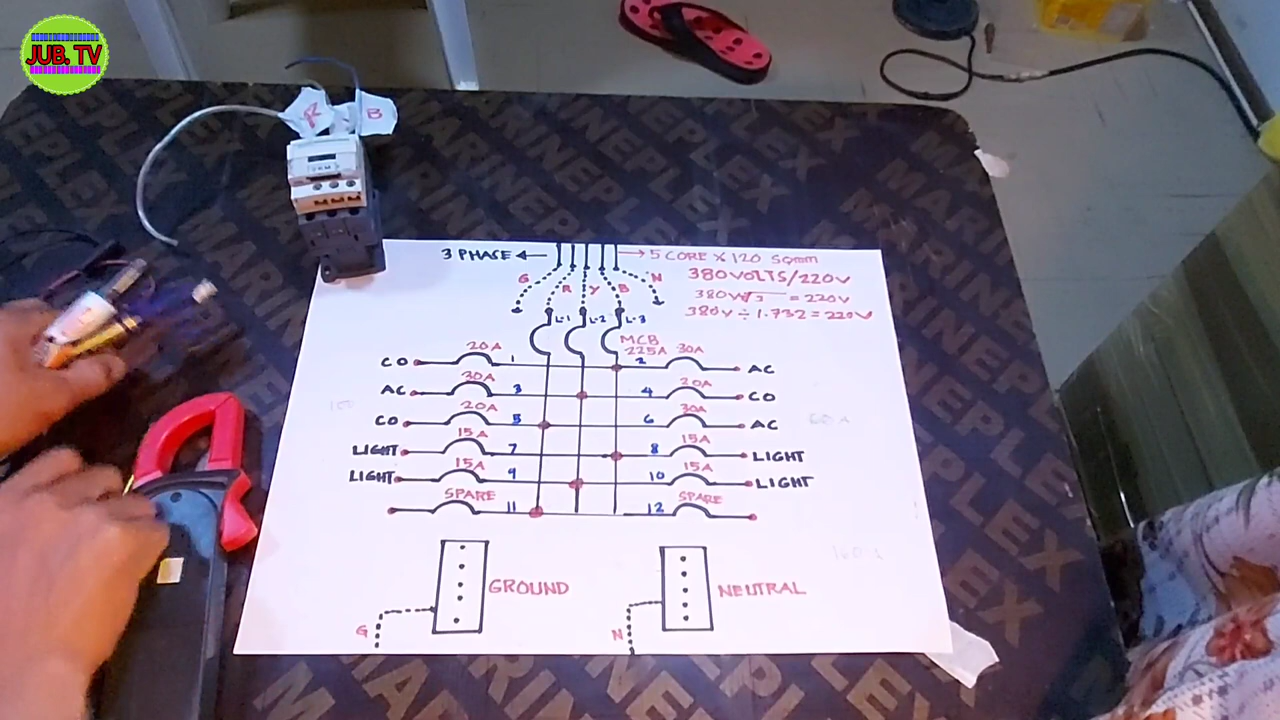 JUB. TV
R B
MARINEPLEX
3 PHASE 5 CORE X 120 Sqmm
G R Y B N
380VOLTS/220V
380V√3 = 220V
380V ÷ 1.732 = 220V
L-1 L-2 L-3
MCB
225A
CO 20A 1 2 30A AC
AC 30A 3 4 20A CO
CO 20A 5 6 30A AC
LIGHT 15A 7 8 15A LIGHT
LIGHT 15A 9 10 15A LIGHT
SPARE 11 12 SPARE
GROUND NEUTRAL
G N